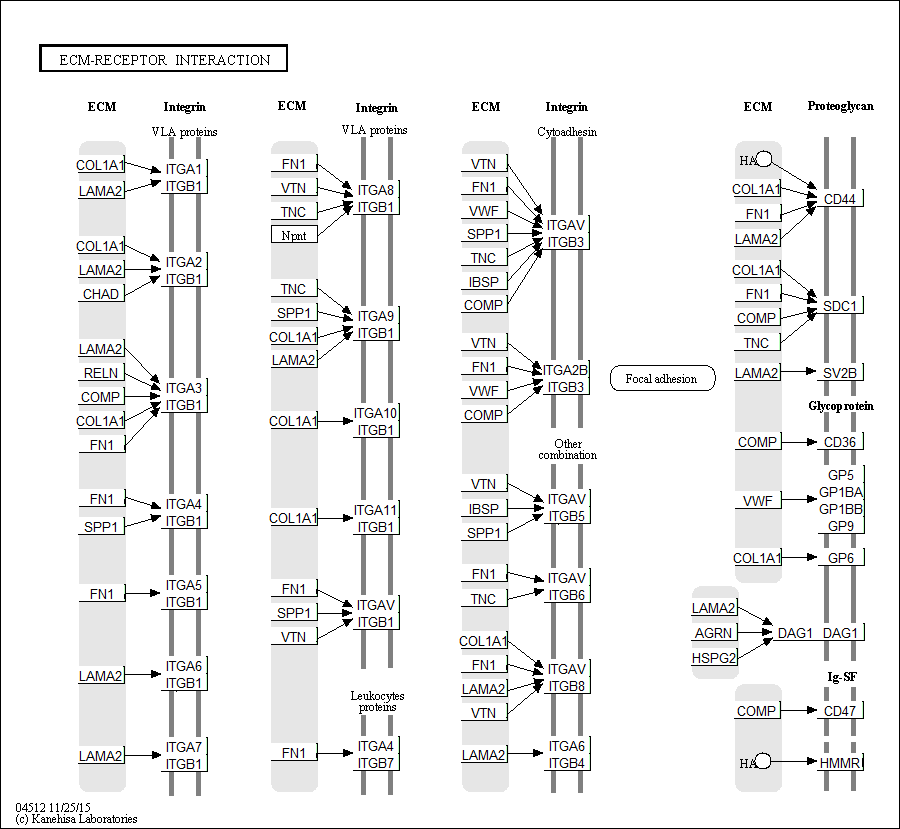 ECM-RECEPTOR INTERACTION
ECM
Integrin
VLA proteins
COL1A1
LAMA2
ITGA1
ITGB1
COL1A1
LAMA2
CHAD
ITGA2
ITGB1
LAMA2
RELN
COMP
COL1A1
FN1
ITGA3
ITGB1
FN1
SPP1
ITGA4
ITGB1
FN1
ITGA5
ITGB1
LAMA2
ITGA6
ITGB1
LAMA2
ITGA7
ITGB1
ECM
Integrin
VLA proteins
FN1
VTN
TNC
Npnt
ITGA8
ITGB1
TNC
SPP1
COL1A1
LAMA2
ITGA9
ITGB1
COL1A1
ITGA10
ITGB1
COL1A1
ITGA11
ITGB1
FN1
SPP1
VTN
ITGAV
ITGB1
Leukocytes
proteins
FN1
ITGA4
ITGB7
ECM
Integrin
Cytoadhesin
VTN
FN1
VWF
SPP1
TNC
IBSP
COMP
ITGAV
ITGB3
VTN
FN1
VWF
COMP
ITGA2B
ITGB3
Other
combination
VTN
IBSP
SPP1
ITGAV
ITGB5
FN1
TNC
ITGAV
ITGB6
COL1A1
FN1
LAMA2
VTN
ITGAV
ITGB8
LAMA2
ITGA6
ITGB4
Focal adhesion
ECM
Proteoglycan
HA
COL1A1
FN1
LAMA2
CD44
COL1A1
FN1
COMP
TNC
SDC1
LAMA2
SV2B
Glycoprotein
COMP
CD36
VWF
GP5
GP1BA
GP1BB
GP9
COL1A1
GP6
LAMA2
AGRN
HSPG2
DAG1 DAG1
Ig-SF
COMP
CD47
HA
HMMR
04512 11/25/15
(c) Kanehisa Laboratories